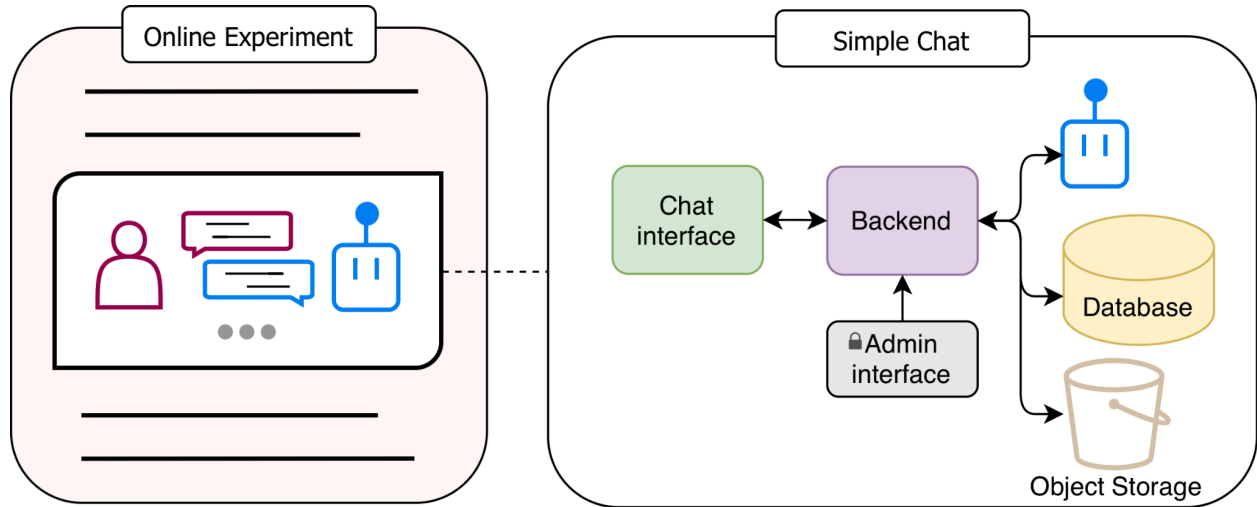 Online Experiment
Simple Chat
Chat
interface
Backend
Database
Admin
interface
Object Storage